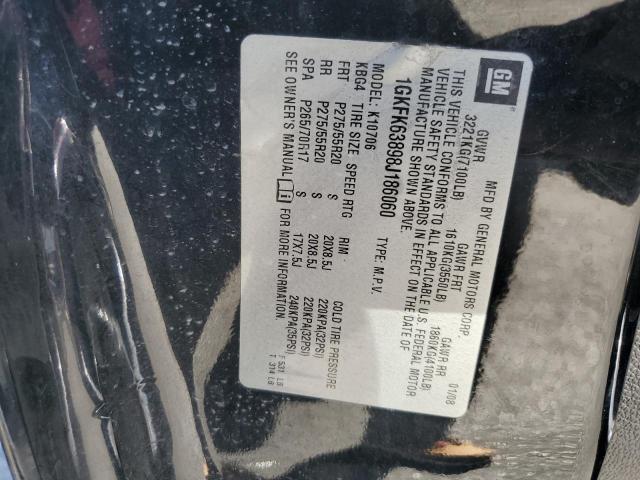 GM
MFD BY GENERAL MOTORS CORP 01/08
GVWR GAWR FRT GAWR RR
3221KG(7100LB) 1610KG(3550LB) 1860KG(4100LB)
THIS VEHICLE CONFORMS TO ALL APPLICABLE U.S. FEDERAL MOTOR
VEHICLE SAFETY STANDARDS IN EFFECT ON THE DATE OF
MANUFACTURE SHOWN ABOVE.
1GKFK63898J186060 TYPE: M.P.V.
MODEL: K10706
KBG4 TIRE SIZE SPEED RTG RIM COLD TIRE PRESSURE
FRT P275/55R20 S 20X8.5J 220KPA(32PSI)
RR P275/55R20 S 20X8.5J 220KPA(32PSI)
SPA P265/70R17 S 17X7.5J 240KPA(35PSI)
SEE OWNER'S MANUAL i FOR MORE INFORMATION.
F 531 LB
T 314 LB